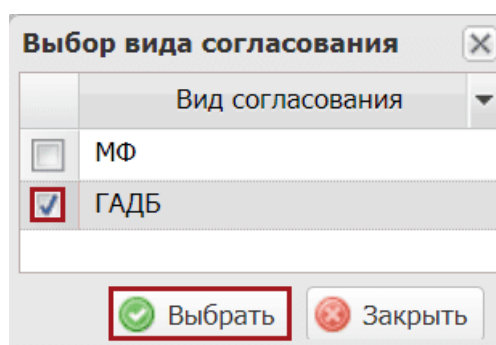 Выбор вида согласования
Вид согласования
МФ
ГАДБ
Выбрать Закрыть